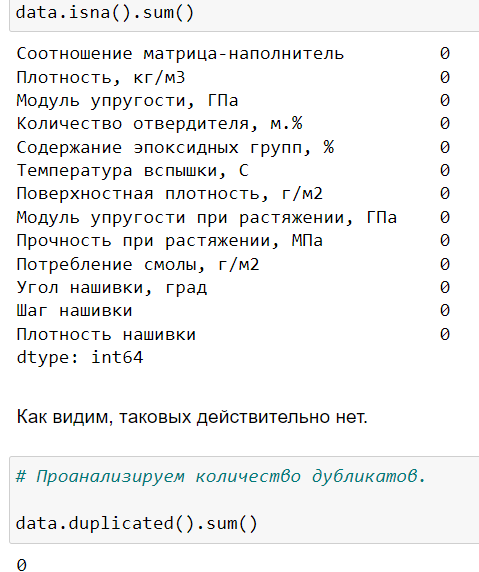 data.isna().sum()
Соотношение матрица-наполнитель 0
Плотность, кг/м3 0
Модуль упругости, ГПа 0
Количество отвердителя, м.% 0
Содержание эпоксидных групп, % 0
Температура вспышки, С 0
Поверхностная плотность, г/м2 0
Модуль упругости при растяжении, ГПа 0
Прочность при растяжении, МПа 0
Потребление смолы, г/м2 0
Угол нашивки, град 0
Шаг нашивки 0
Плотность нашивки 0
dtype: int64
Как видим, таковых действительно нет.
# Проанализируем количество дубликатов.
data.duplicated().sum()
0